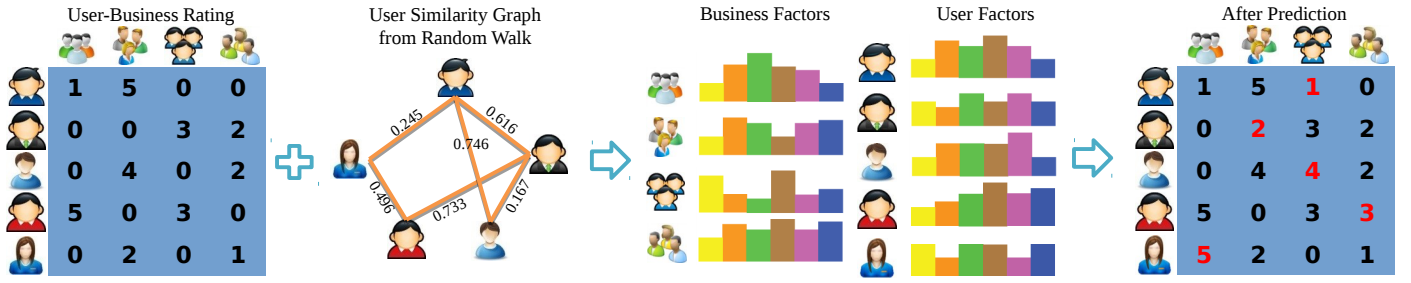 User-Business Rating
1 5 0 0
0 0 3 2
0 4 0 2
5 0 3 0
0 2 0 1
User Similarity Graph
from Random Walk
0.245
0.616
0.746
0.496
0.733
0.167
Business Factors
User Factors
After Prediction
1 5 1 0
0 2 3 2
0 4 4 2
5 0 3 3
5 2 0 1